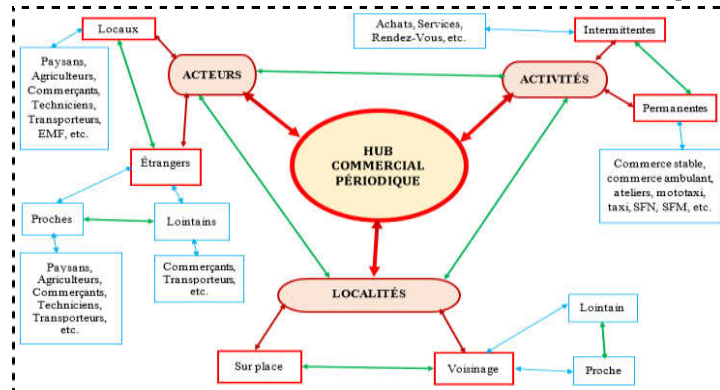 Locaux
Achats, Services,
Rendez-Vous, etc.
Intermittentes
Paysans,
Agriculteurs,
Commerçants,
Techniciens,
Transporteurs,
EMF, etc.
ACTEURS
ACTIVITÉS
Permanentes
HUB
COMMERCIAL
PÉRIODIQUE
Étrangers
Commerce stable,
commerce ambulant,
ateliers, mototaxi,
taxi, SFN, SFM, etc.
Proches
Lointains
Paysans,
Agriculteurs,
Commerçants,
Techniciens,
Transporteurs,
etc.
Commerçants,
Transporteurs,
etc.
LOCALITÉS
Lointain
Sur place
Voisinage
Proche